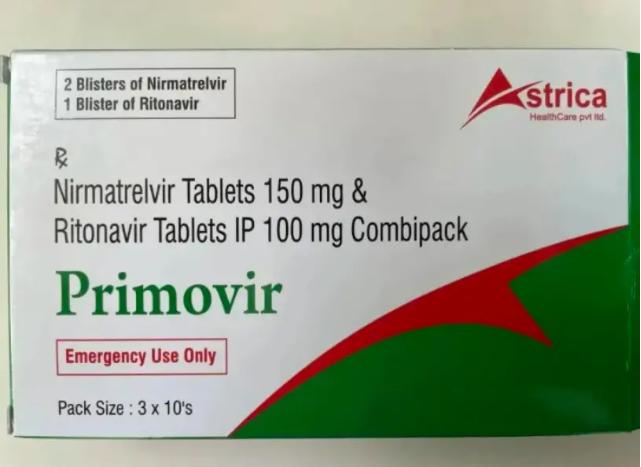 2 Blisters of Nirmatrelvir
1 Blister of Ritonavir
Astrica
HealthCare pvt ltd.
℞
Nirmatrelvir Tablets 150 mg &
Ritonavir Tablets IP 100 mg Combipack
Primovir
Emergency Use Only
Pack Size : 3 x 10's